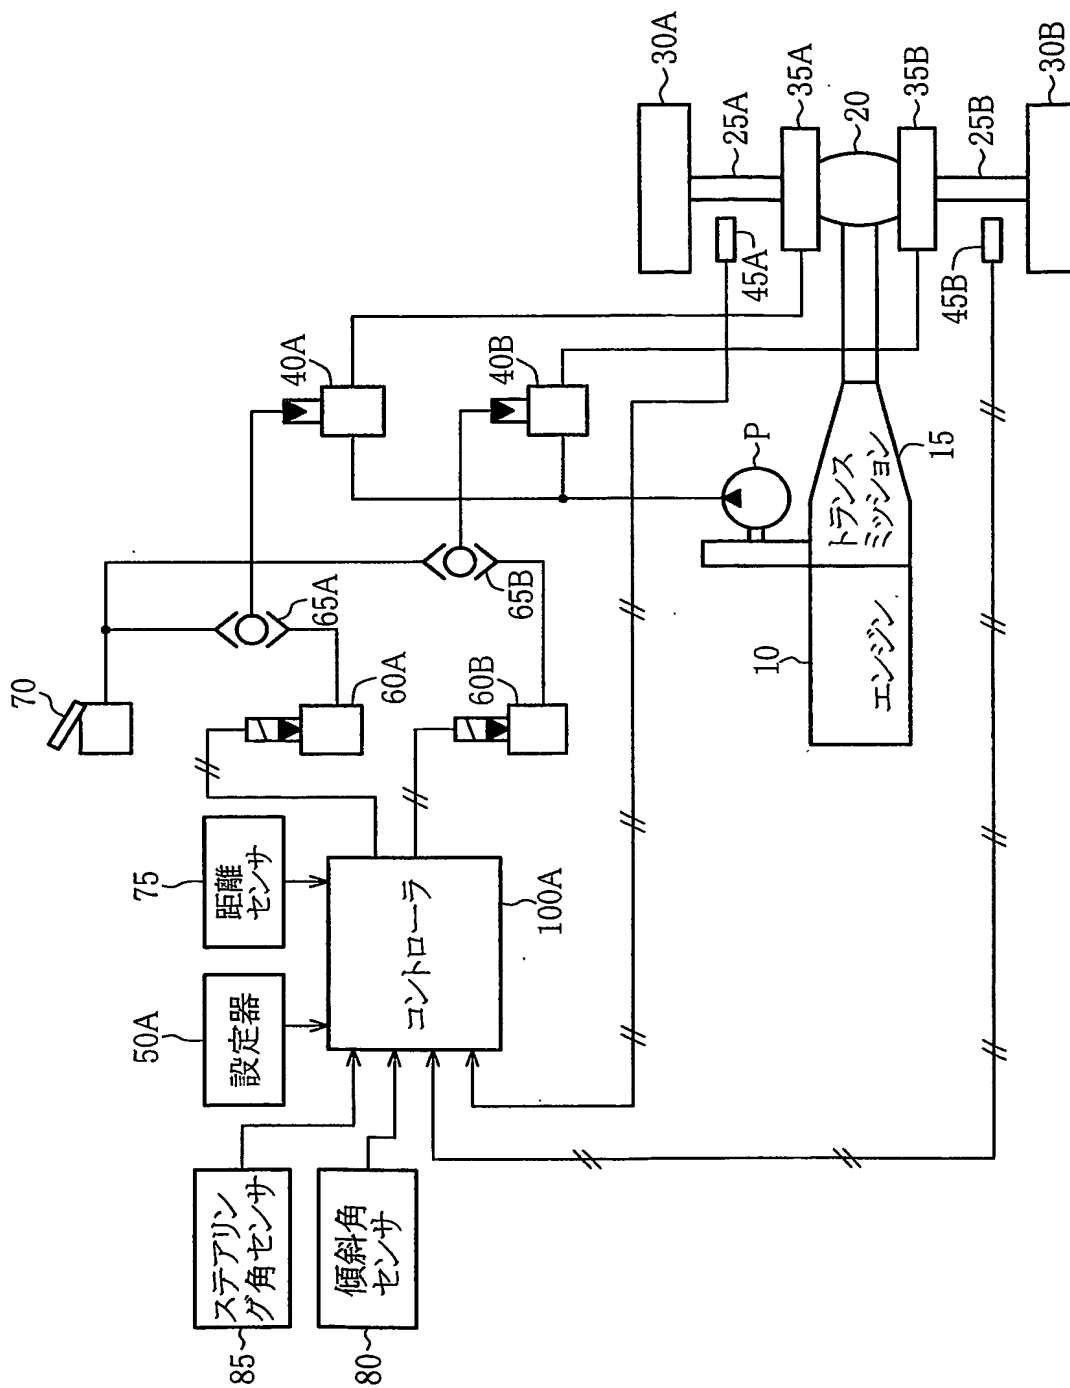 85
ステアリン
グ角センサ
80
傾斜角
センサ
50A
設定器
75
距離
センサ
コントローラ
100A
70
60A
60B
65A
65B
40A
40B
P
10
エンジン
トランス
ミッション
15
45A
45B
30A
25A
35A
20
35B
25B
30B